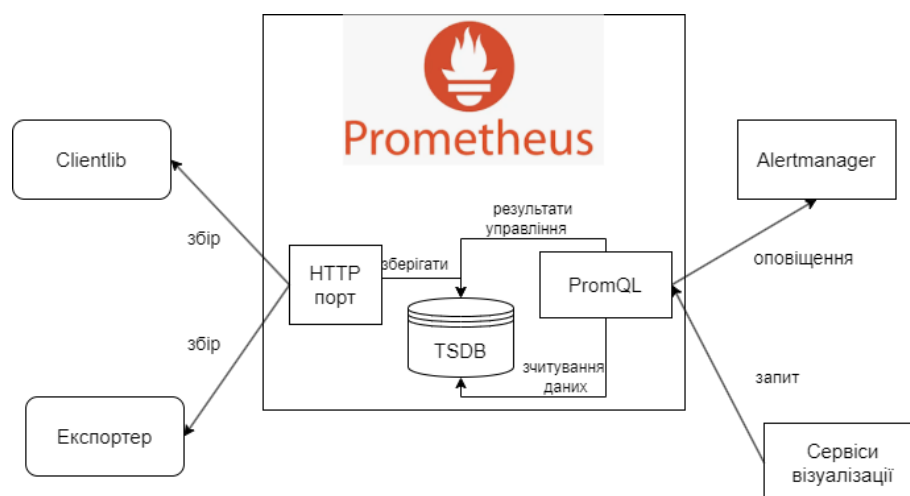 Prometheus
Clientlib
Alertmanager
збір
результати
управління
зберігати
оповіщення
HTTP
порт
PromQL
TSDB
збір
зчитування
даних
запит
Експортер
Сервіси
візуалізації